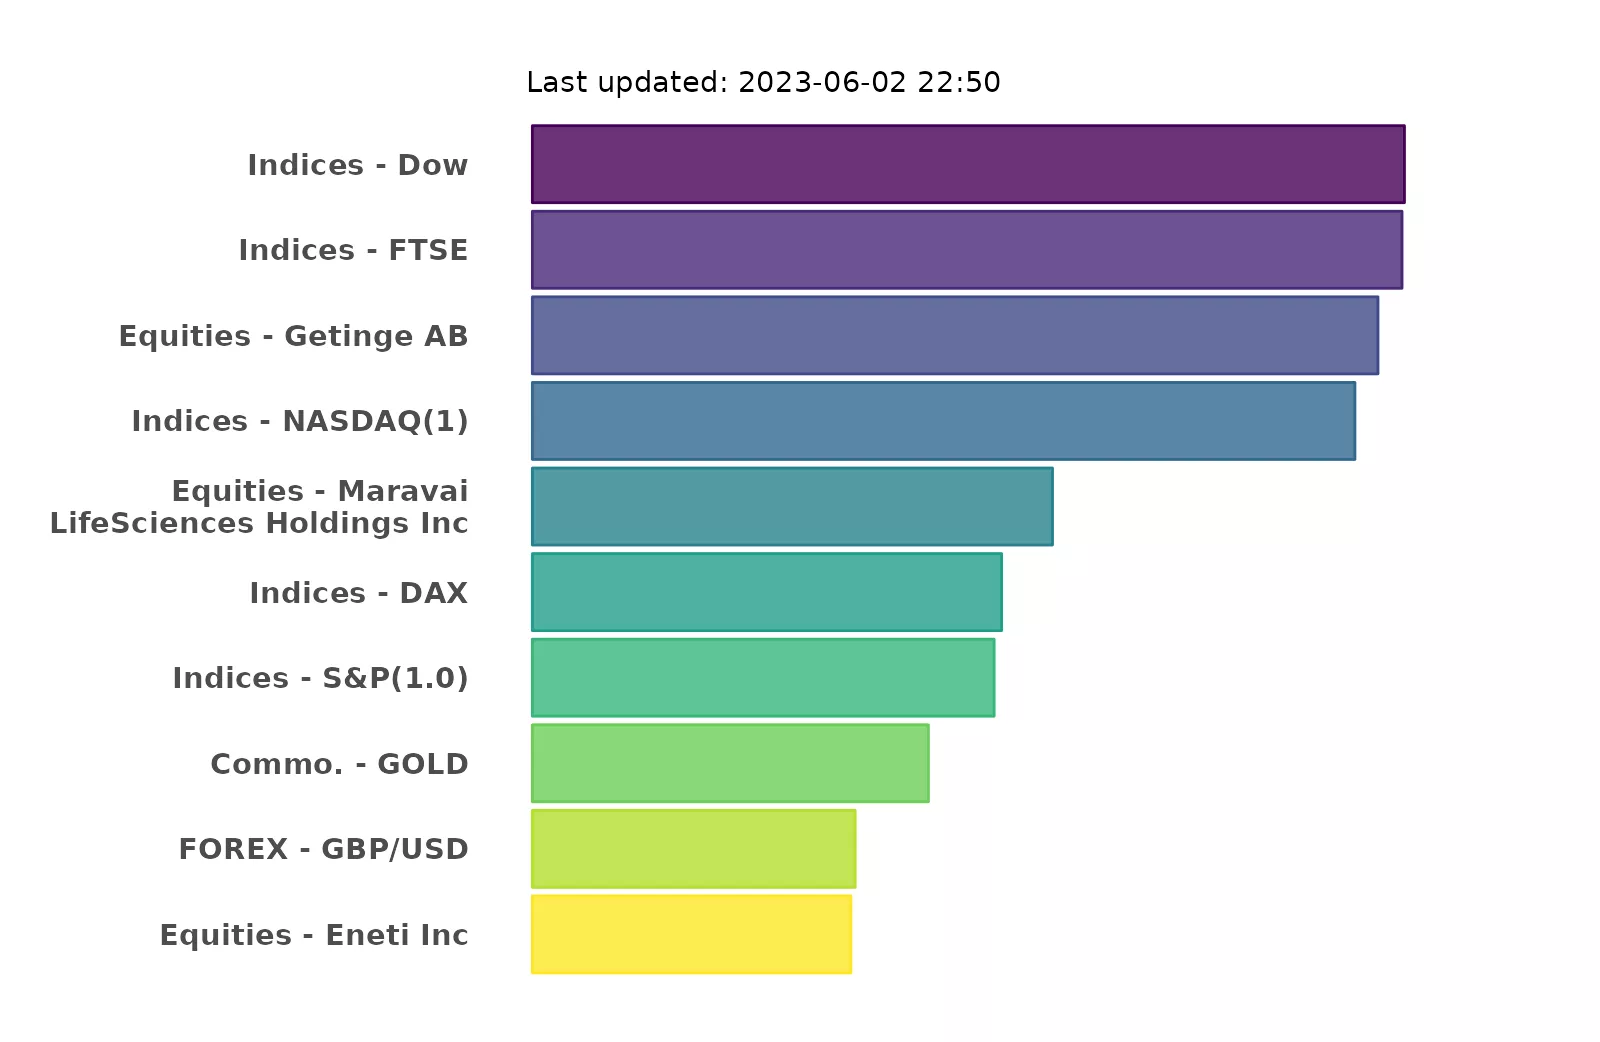 Last updated: 2023-06-02 22:50
Indices - Dow
Indices - FTSE
Equities - Getinge AB
Indices - NASDAQ(1)
Equities - Maravai
LifeSciences Holdings Inc
Indices - DAX
Indices - S&P(1.0)
Commo. - GOLD
FOREX - GBP/USD
Equities - Eneti Inc